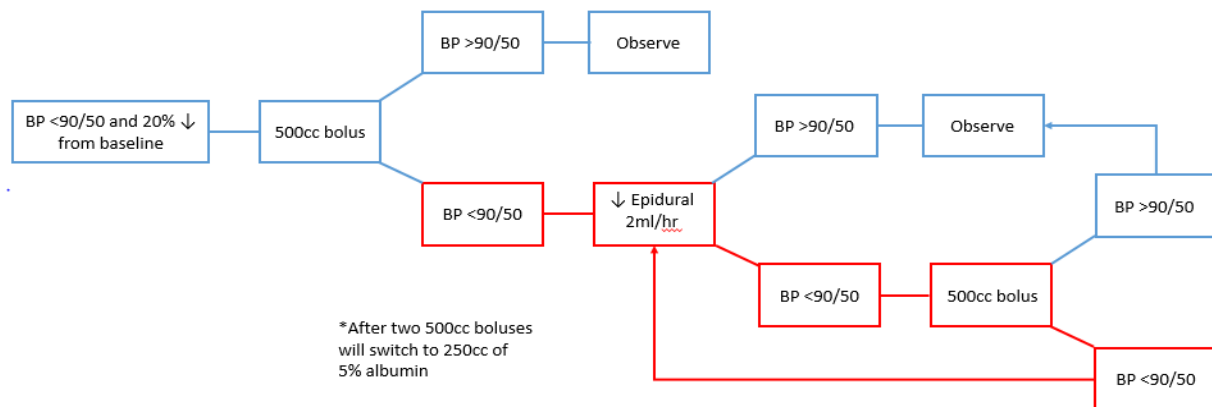 BP >90/50
Observe
BP <90/50 and 20% ↓
from baseline
500cc bolus
BP >90/50
Observe
BP <90/50
↓ Epidural
2ml/hr
BP >90/50
BP <90/50
500cc bolus
*After two 500cc boluses
will switch to 250cc of
5% albumin
BP <90/50